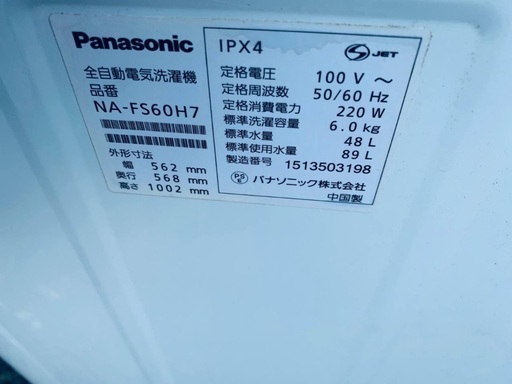 Panasonic
全自動電気洗濯機
品番
NA-FS60H7
外形寸法
幅 562 mm
奥行 568 mm
高さ 1002 mm
IPX4
S JET
定格電圧 100 V ～
定格周波数 50/60 Hz
定格消費電力 220 W
標準洗濯容量 6.0 kg
標準水量 48 L
標準使用水量 89 L
製造番号 1513503198
PS E パナソニック株式会社
中国製